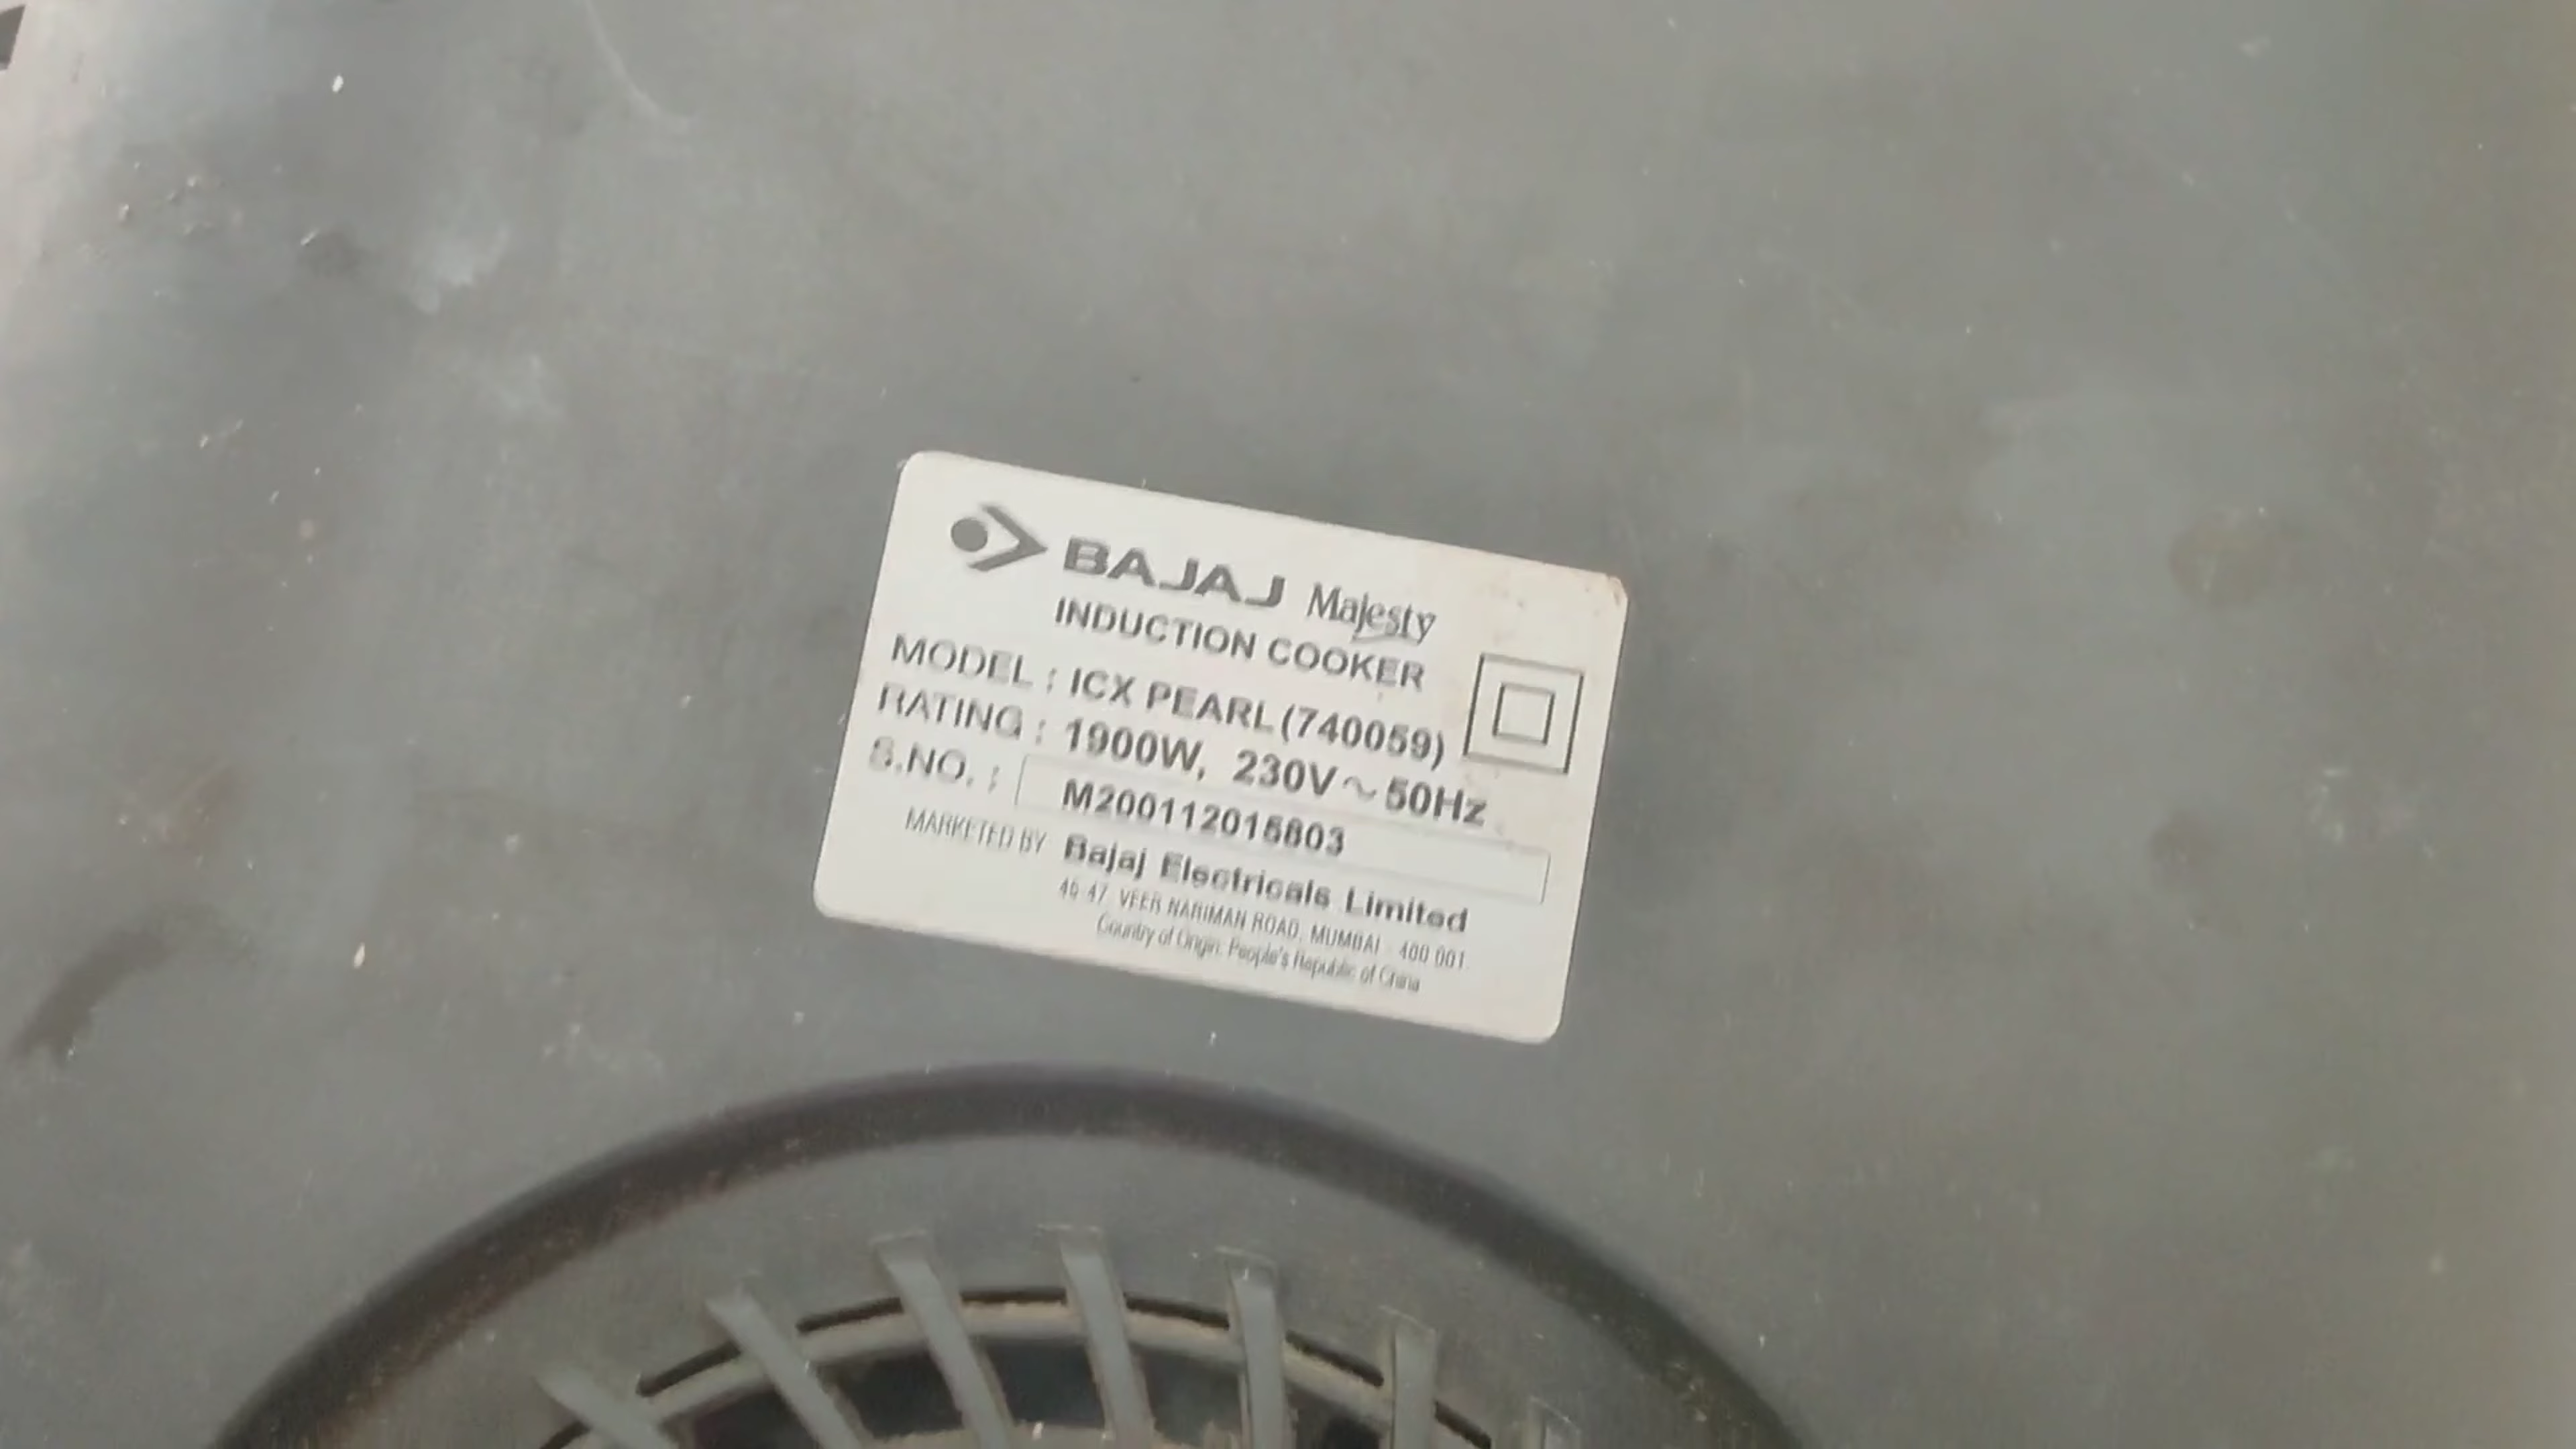 BAJAJ Majesty
INDUCTION COOKER
MODEL : ICX PEARL(740059)
RATING : 1900W, 230V~50Hz
S.NO. : M200112015803
MARKETED BY Bajaj Electricals Limited
45-47, VEER NARIMAN ROAD, MUMBAI - 400 001.
Country of Origin: People's Republic of China